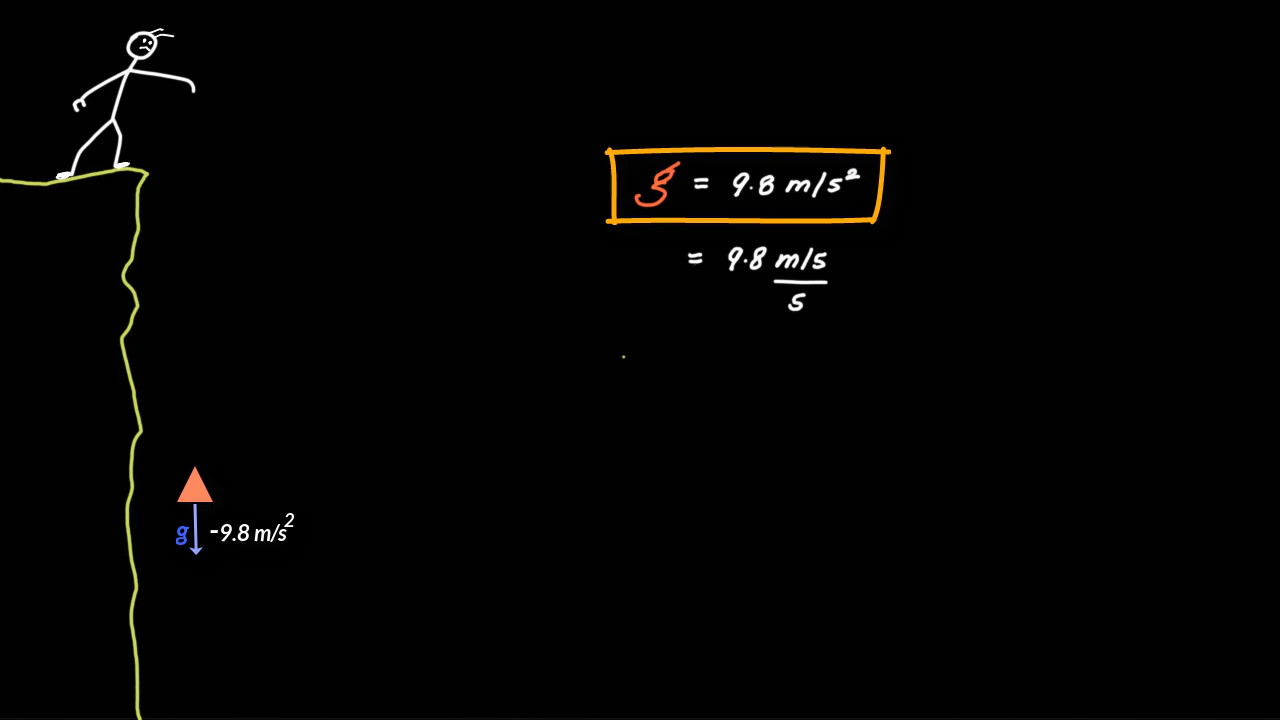 g = 9.8 m/s²
= 9.8 m/s
s
g -9.8 m/s²